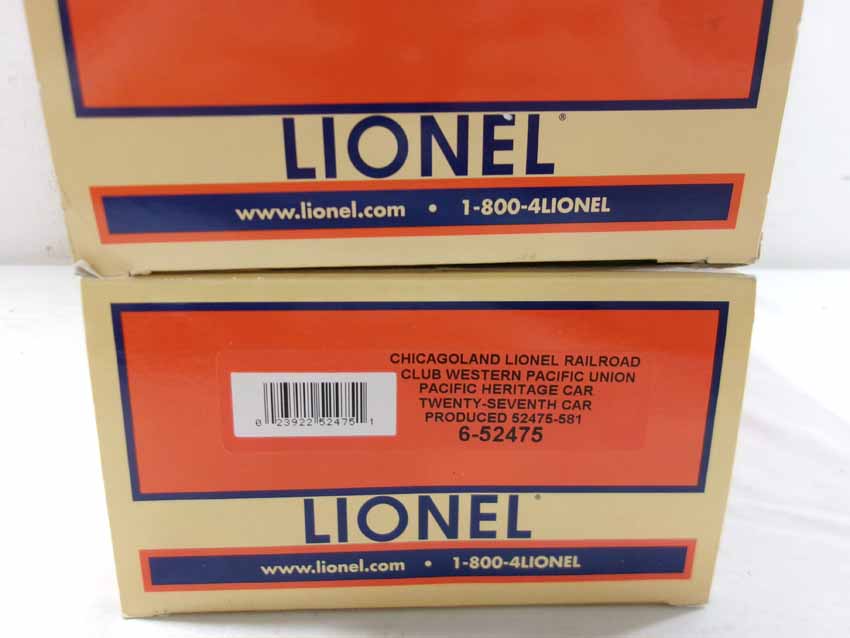 LIONEL®
www.lionel.com • 1-800-4LIONEL
CHICAGOLAND LIONEL RAILROAD
CLUB WESTERN PACIFIC UNION
PACIFIC HERITAGE CAR
TWENTY-SEVENTH CAR
PRODUCED 52475-581
6-52475
0 23922 52475 1
LIONEL®
www.lionel.com • 1-800-4LIONEL